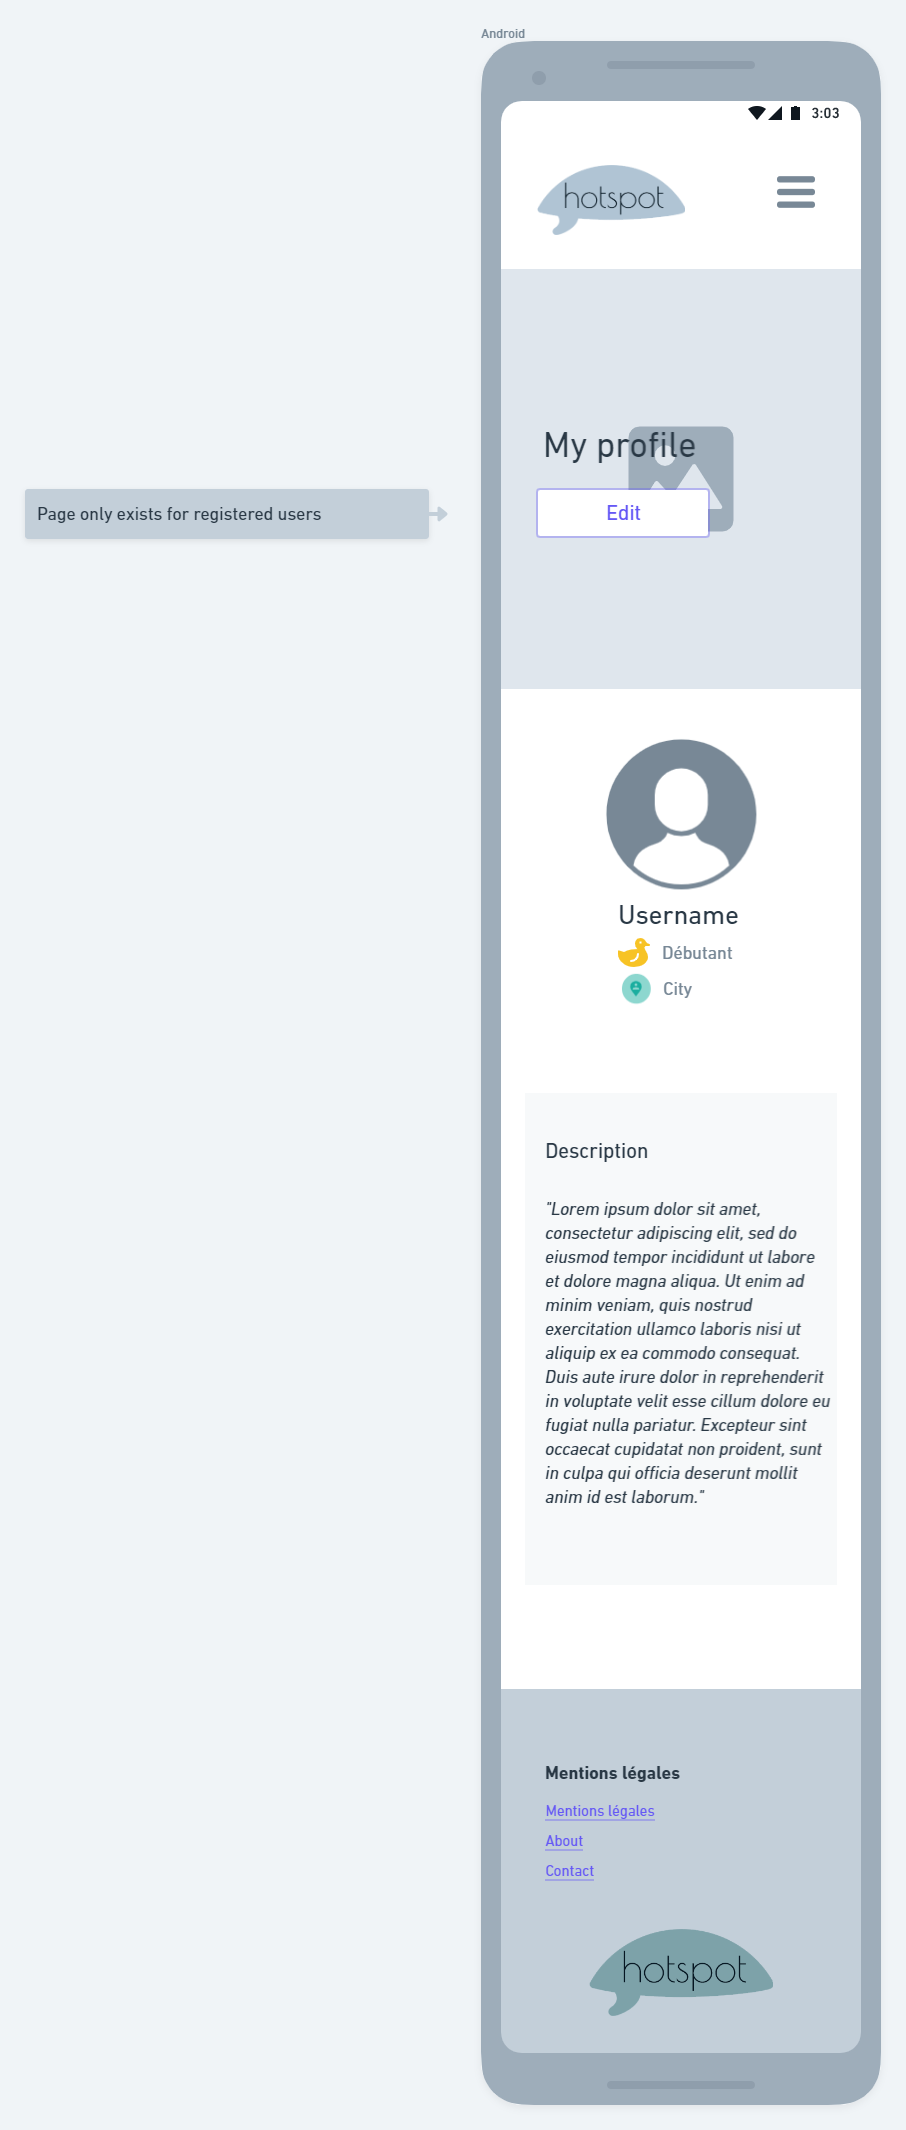 Android
3:03
hotspot
My profile
Page only exists for registered users
Edit
Username
Débutant
City
Description
"Lorem ipsum dolor sit amet,
consectetur adipiscing elit, sed do
eiusmod tempor incididunt ut labore
et dolore magna aliqua. Ut enim ad
minim veniam, quis nostrud
exercitation ullamco laboris nisi ut
aliquip ex ea commodo consequat.
Duis aute irure dolor in reprehenderit
in voluptate velit esse cillum dolore eu
fugiat nulla pariatur. Excepteur sint
occaecat cupidatat non proident, sunt
in culpa qui officia deserunt mollit
anim id est laborum."
Mentions légales
Mentions légales
About
Contact
hotspot